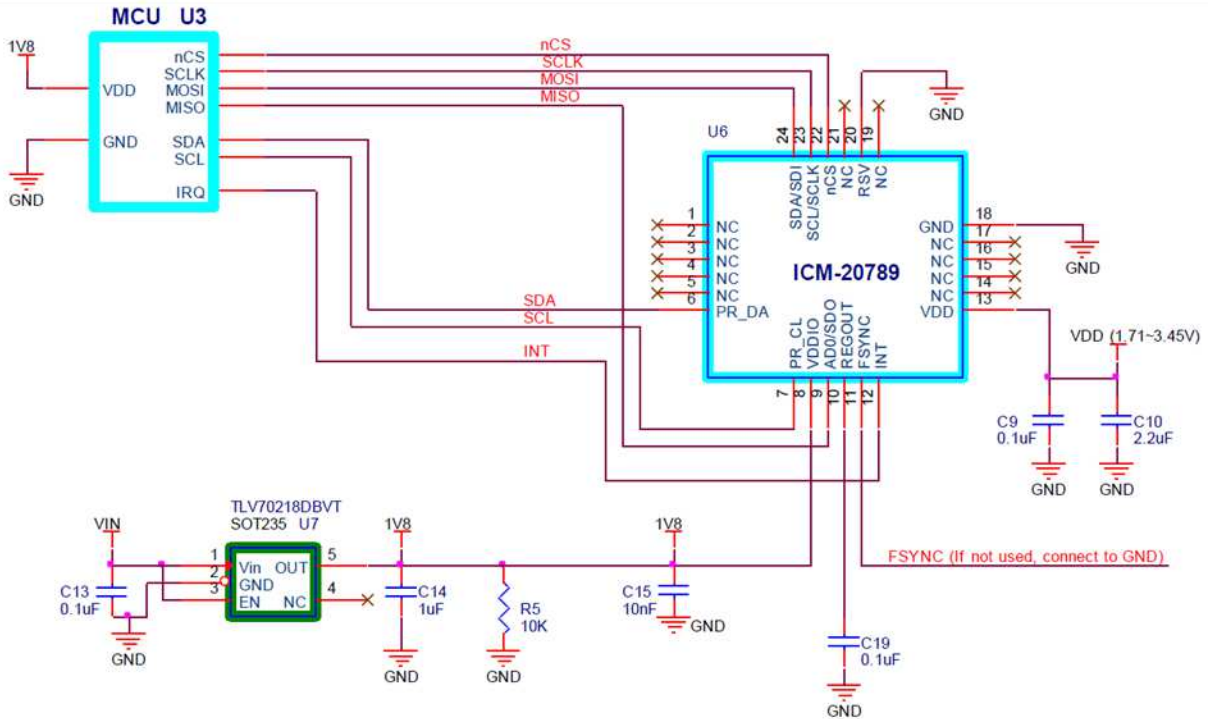 MCU U3
1V8
nCS
SCLK
MOSI
MISO
VDD
GND
SDA
SCL
IRQ
GND
nCS
SCLK
MOSI
MISO
SDA
SCL
INT
U6
24
23
22
21
20
19
SDA/SDI
SCL/SCLK
nCS
NC
RSV
NC
GND
1 NC
2 NC
3 NC
4 NC
5 NC
6 PR_DA
ICM-20789
GND 18
NC 17
NC 16
NC 15
NC 14
VDD 13
GND
PR_CL
VDDIO
AD0/SDO
REGOUT
FSYNC
INT
7
8
9
10
11
12
VDD (1.71~3.45V)
C9
0.1uF
GND
C10
2.2uF
GND
TLV70218DBVT
SOT235 U7
VIN
1 Vin
2 GND
3 EN
OUT 5
NC 4
C13
0.1uF
GND
1V8
C14
1uF
GND
R5
10K
GND
1V8
C15
10nF
GND
FSYNC (If not used, connect to GND)
C19
0.1uF
GND